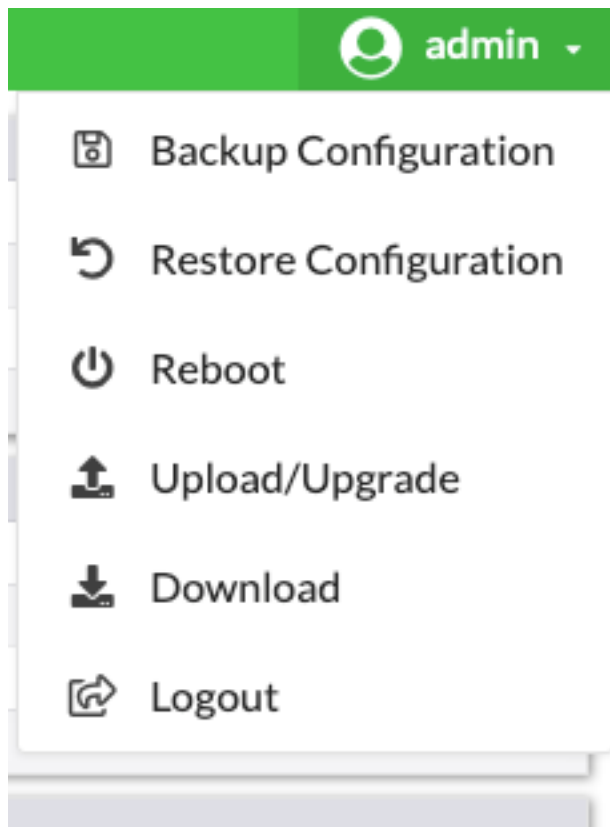 admin
Backup Configuration
Restore Configuration
Reboot
Upload/Upgrade
Download
Logout